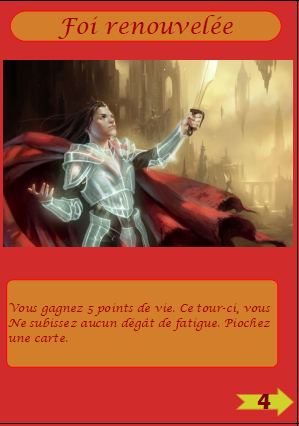 Foi renouvelée
Vous gagnez 5 points de vie. Ce tour-ci, vous
Ne subissez aucun dégât de fatigue. Piochez
une carte.
4